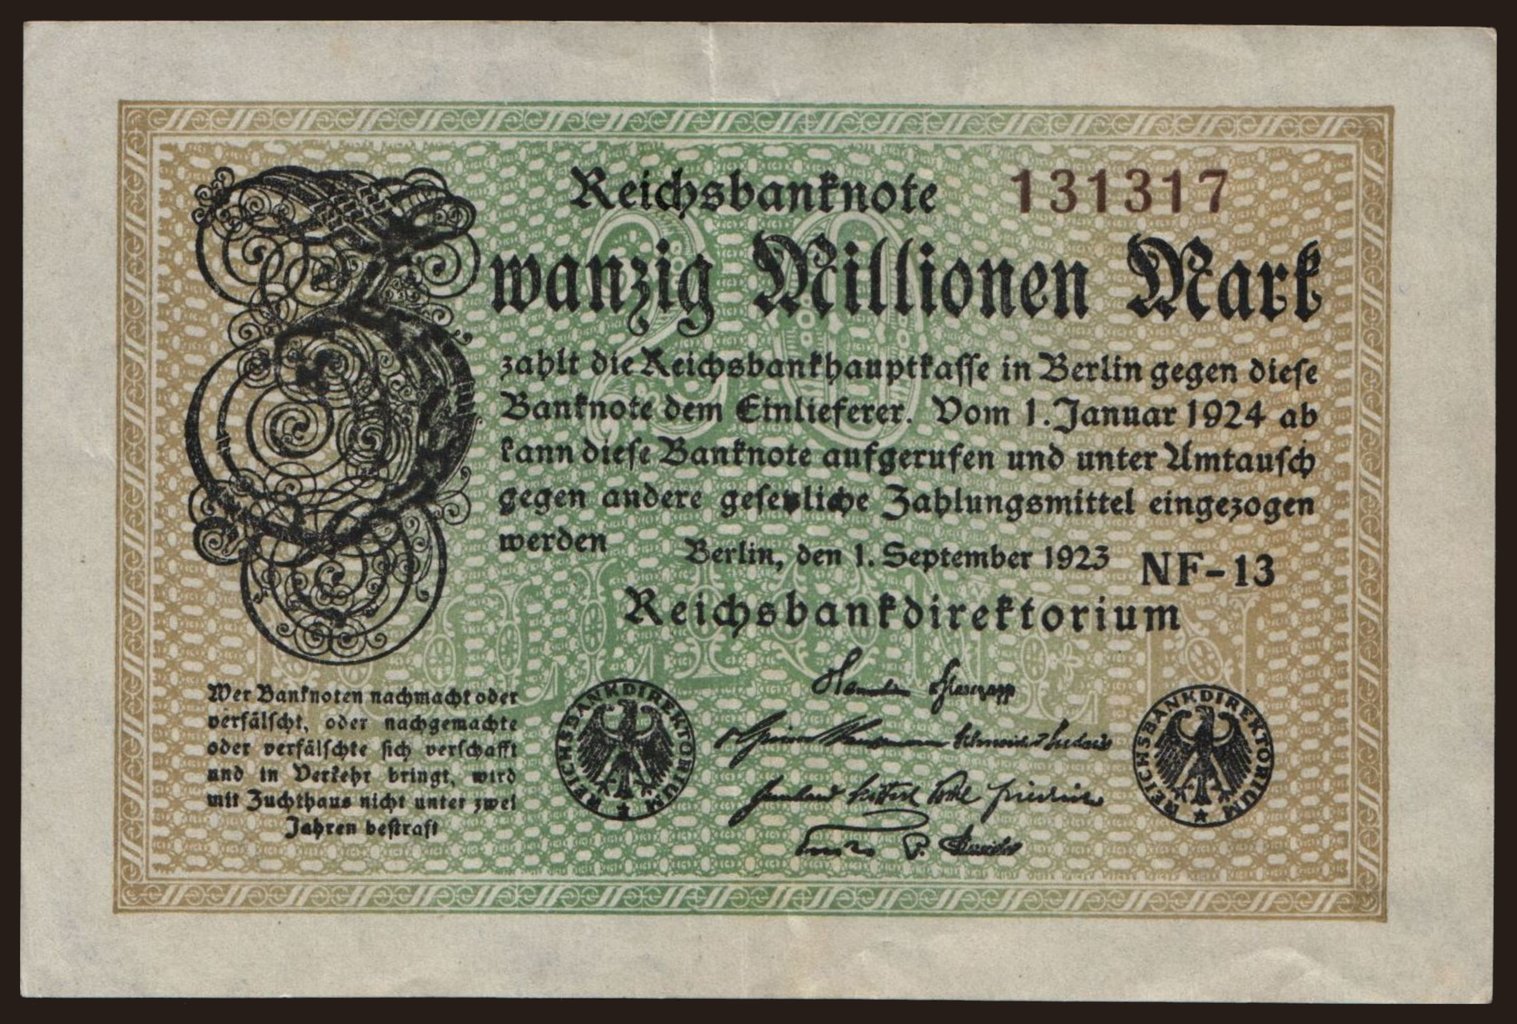 Reichsbanknote 131317
Zwanzig Millionen Mark
zahlt die Reichsbankhauptkasse in Berlin gegen diese
Banknote dem Einlieferer. Vom 1. Januar 1924 ab
kann diese Banknote aufgerufen und unter Umtausch
gegen andere gesetzliche Zahlungsmittel eingezogen
werden
Berlin, den 1. September 1923 NF-13
Reichsbankdirektorium
Wer Banknoten nachmacht oder
verfälscht, oder nachgemachte
oder verfälschte sich verschafft
und in Verkehr bringt, wird
mit Zuchthaus nicht unter zwei
Jahren bestraft
REICHSBANKDIREKTORIUM
REICHSBANKDIREKTORIUM
20
20
MILLIONEN